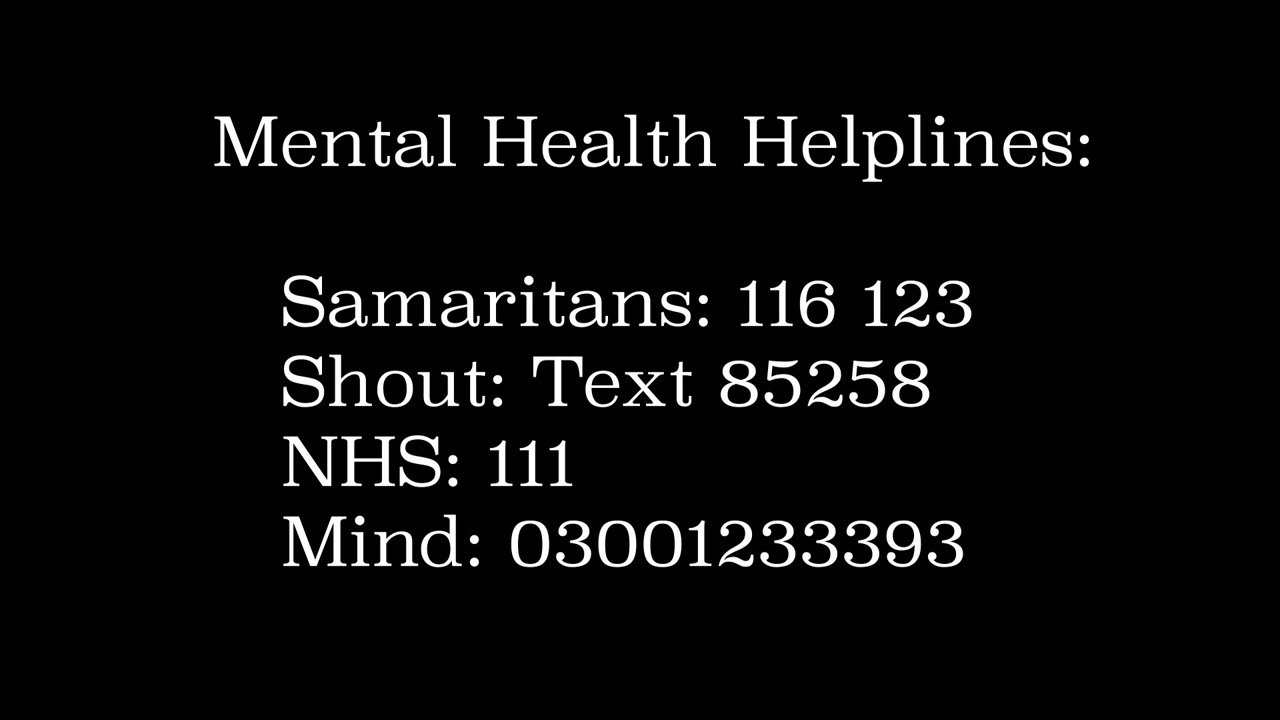 Mental Health Helplines:
Samaritans: 116 123
Shout: Text 85258
NHS: 111
Mind: 03001233393